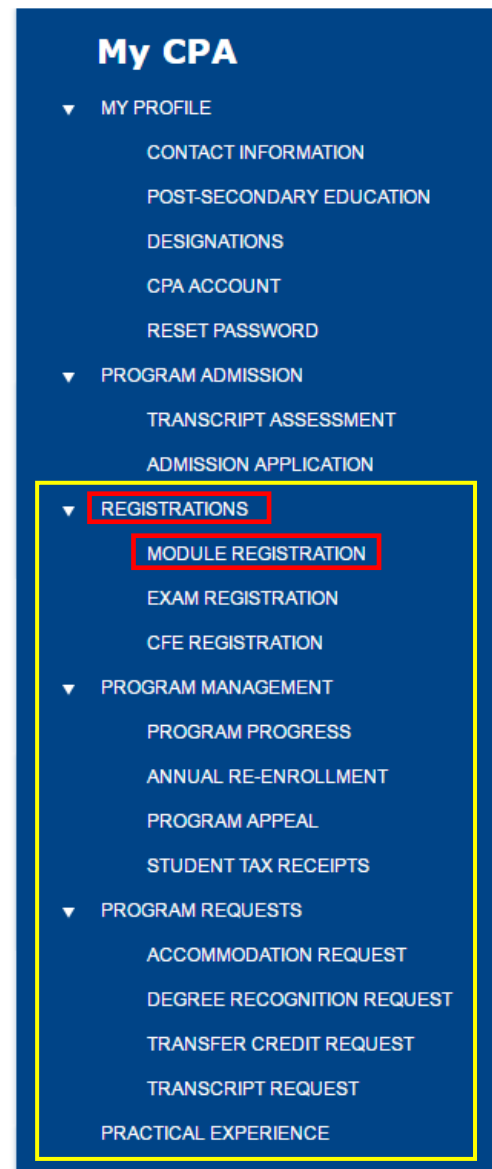 My CPA
MY PROFILE
CONTACT INFORMATION
POST-SECONDARY EDUCATION
DESIGNATIONS
CPA ACCOUNT
RESET PASSWORD
PROGRAM ADMISSION
TRANSCRIPT ASSESSMENT
ADMISSION APPLICATION
REGISTRATIONS
MODULE REGISTRATION
EXAM REGISTRATION
CFE REGISTRATION
PROGRAM MANAGEMENT
PROGRAM PROGRESS
ANNUAL RE-ENROLLMENT
PROGRAM APPEAL
STUDENT TAX RECEIPTS
PROGRAM REQUESTS
ACCOMMODATION REQUEST
DEGREE RECOGNITION REQUEST
TRANSFER CREDIT REQUEST
TRANSCRIPT REQUEST
PRACTICAL EXPERIENCE